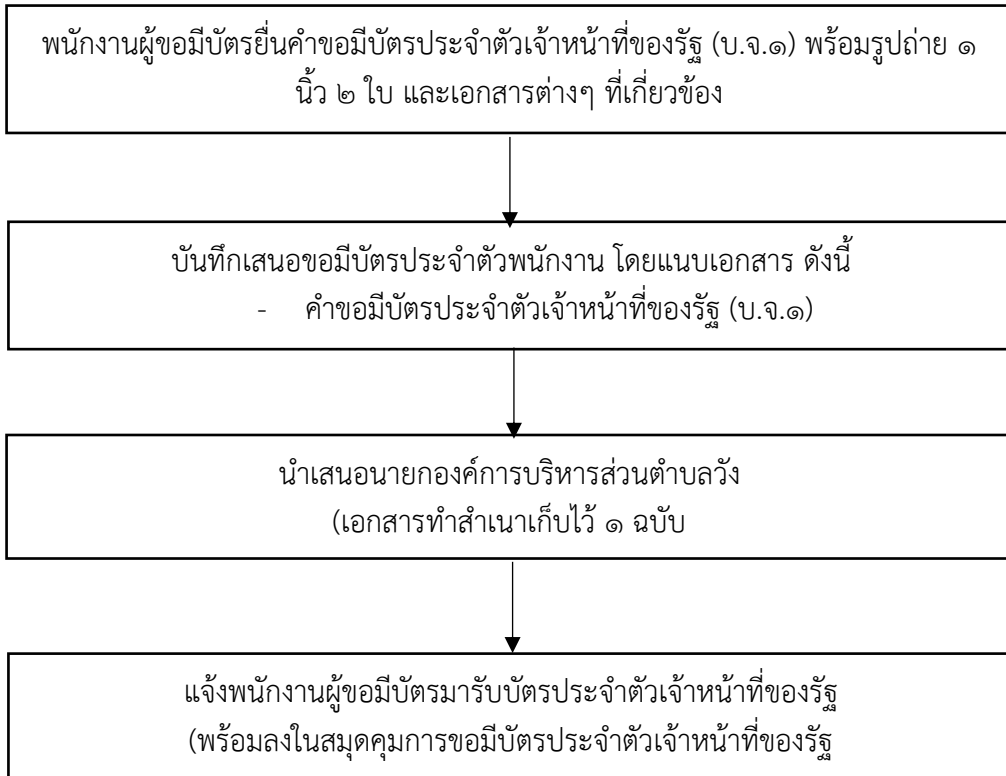 พนักงานผู้ขอมีบัตรยื่นคำขอมีบัตรประจำตัวเจ้าหน้าที่ของรัฐ (บ.จ.๑) พร้อมรูปถ่าย ๑
นิ้ว ๒ ใบ และเอกสารต่างๆ ที่เกี่ยวข้อง
บันทึกเสนอขอมีบัตรประจำตัวพนักงาน โดยแนบเอกสาร ดังนี้
- คำขอมีบัตรประจำตัวเจ้าหน้าที่ของรัฐ (บ.จ.๑)
นำเสนอนายกองค์การบริหารส่วนตำบลวัง
(เอกสารทำสำเนาเก็บไว้ ๑ ฉบับ
แจ้งพนักงานผู้ขอมีบัตรมารับบัตรประจำตัวเจ้าหน้าที่ของรัฐ
(พร้อมลงในสมุดคุมการขอมีบัตรประจำตัวเจ้าหน้าที่ของรัฐ